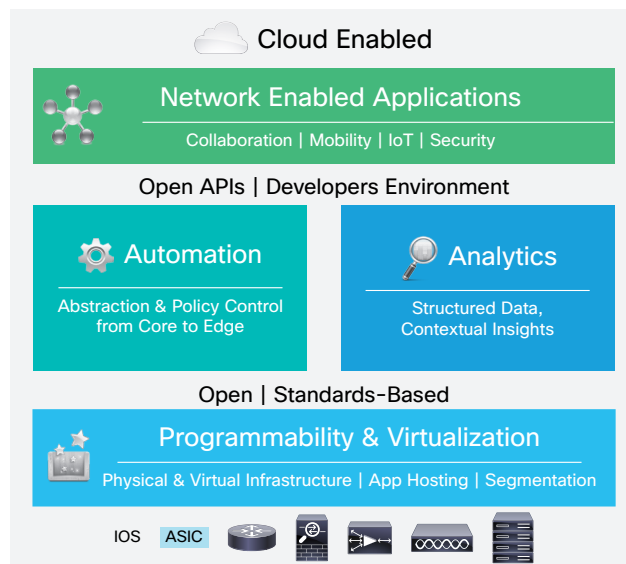 Cloud Enabled
Network Enabled Applications
Collaboration | Mobility | IoT | Security
Open APIs | Developers Environment
Automation
Abstraction & Policy Control
from Core to Edge
Analytics
Structured Data,
Contextual Insights
Open | Standards-Based
Programmability & Virtualization
Physical & Virtual Infrastructure | App Hosting | Segmentation
IOS ASIC